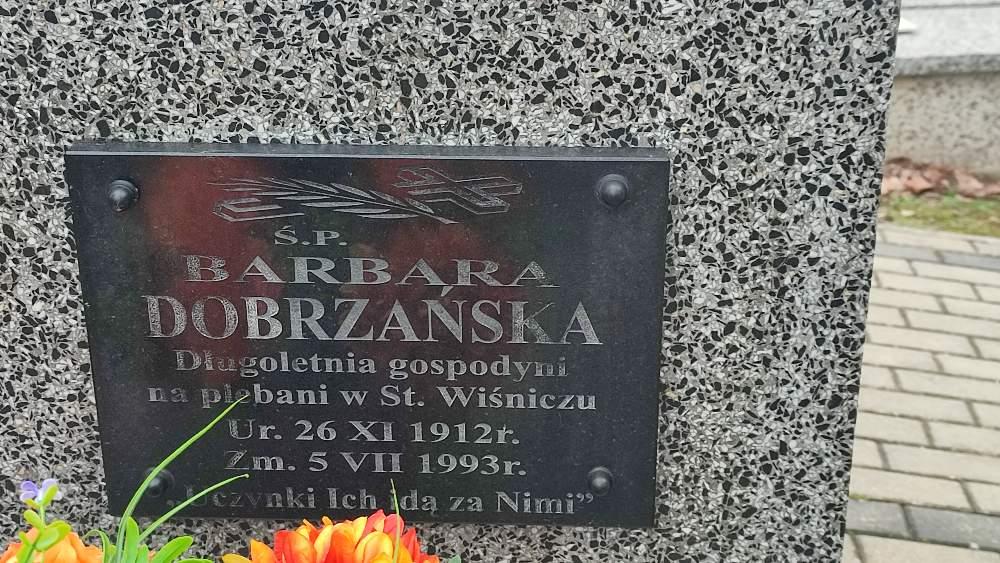 Ś.P.
BARBARA
DOBRZAŃSKA
Długoletnia gospodyni
na plebani w St. Wiśniczu
Ur. 26 XI 1912r.
Zm. 5 VII 1993r.
„Uczynki Ich idą za Nimi”